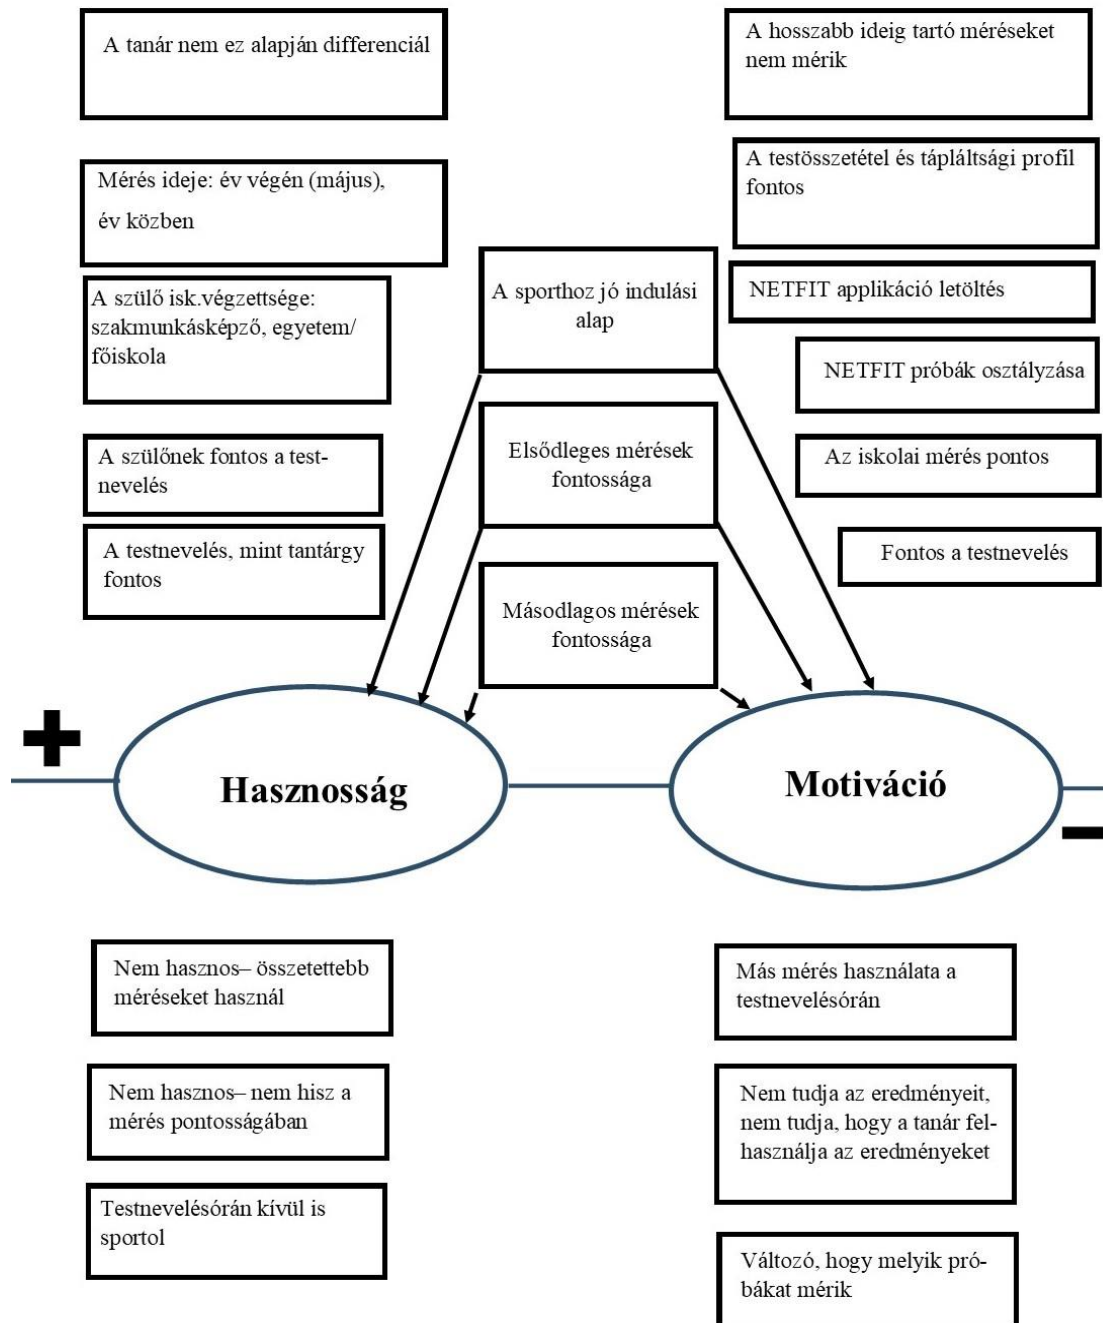 A tanár nem ez alapján differenciál
Mérés ideje: év végén (május),
év közben
A szülő isk.végzettsége:
szakmunkásképző, egyetem/
főiskola
A szülőnek fontos a test-
nevelés
A testnevelés, mint tantárgy
fontos
A sporthoz jó indulási
alap
Elsődleges mérések
fontossága
Másodlagos mérések
fontossága
A hosszabb ideig tartó méréseket
nem mérik
A testösszetétel és tápláltsági profil
fontos
NETFIT applikáció letöltés
NETFIT próbák osztályzása
Az iskolai mérés pontos
Fontos a testnevelés
+
Hasznosság
Motiváció
–
Nem hasznos– összetettebb
méréseket használ
Nem hasznos– nem hisz a
mérés pontosságában
Testnevelésórán kívül is
sportol
Más mérés használata a
testnevelésórán
Nem tudja az eredményeit,
nem tudja, hogy a tanár fel-
használja az eredményeket
Változó, hogy melyik pró-
bákat mérik